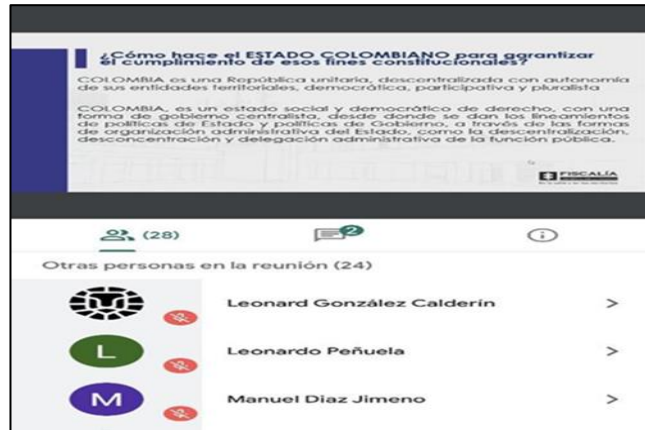 ¿Cómo hace el ESTADO COLOMBIANO para garantizar
el cumplimiento de esos fines constitucionales?
COLOMBIA es una República unitaria, descentralizada con autonomía
de sus entidades territoriales, democrática, participativa y pluralista
COLOMBIA, es un estado social y democrático de derecho, con una
forma de gobierno centralista, desde donde se dan los lineamientos
de políticas de Estado y políticas de Gobierno, a través de las formas
de organización administrativa del Estado, como la descentralización,
desconcentración y delegación administrativa de la función pública.
FISCALÍA
(28)
2
Otras personas en la reunión (24)
Leonard González Calderín
L
Leonardo Peñuela
M
Manuel Diaz Jimeno